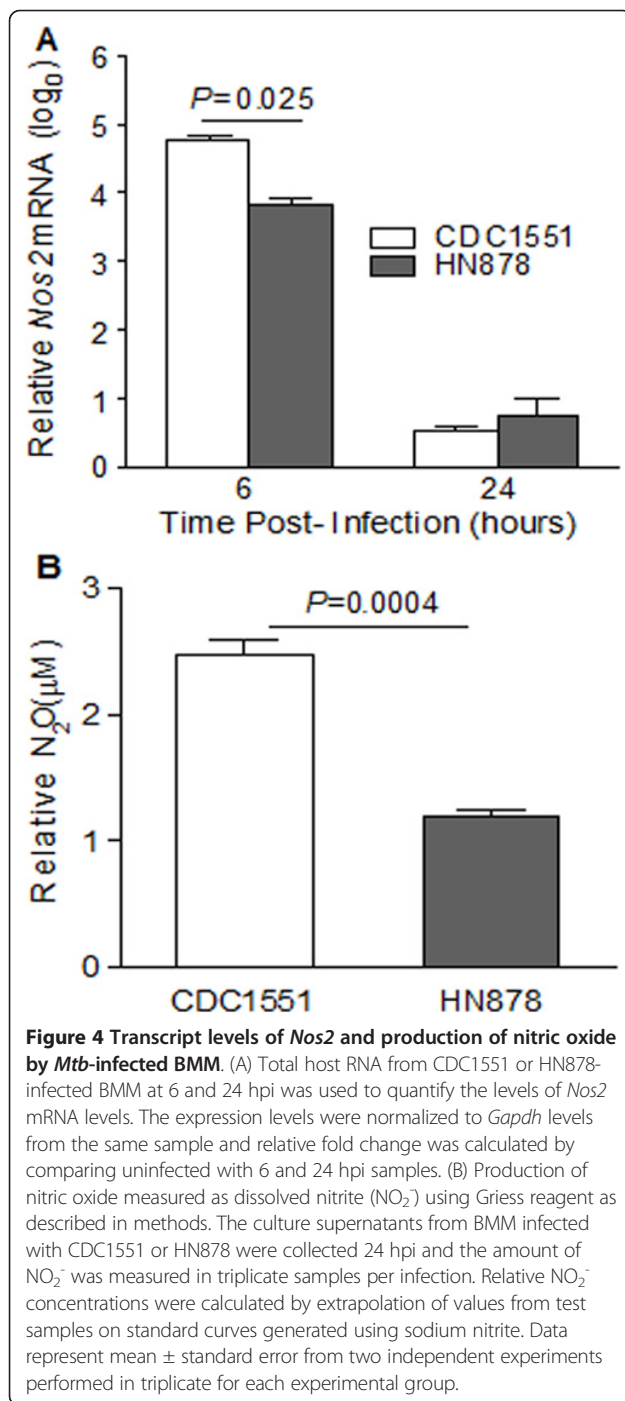 A
Relative Nos2mRNA (log₀)
6
5
4
3
2
1
0
P=0.025
CDC1551
HN878
6
24
Time Post-Infection (hours)
B
Relative N₂O(µM)
3
2
1
0
P=0.0004
CDC1551
HN878
Figure 4 Transcript levels of Nos2 and production of nitric oxide
by Mtb-infected BMM. (A) Total host RNA from CDC1551 or HN878-
infected BMM at 6 and 24 hpi was used to quantify the levels of Nos2
mRNA levels. The expression levels were normalized to Gapdh levels
from the same sample and relative fold change was calculated by
comparing uninfected with 6 and 24 hpi samples. (B) Production of
nitric oxide measured as dissolved nitrite (NO₂⁻) using Griess reagent as
described in methods. The culture supernatants from BMM infected
with CDC1551 or HN878 were collected 24 hpi and the amount of
NO₂⁻ was measured in triplicate samples per infection. Relative NO₂⁻
concentrations were calculated by extrapolation of values from test
samples on standard curves generated using sodium nitrite. Data
represent mean ± standard error from two independent experiments
performed in triplicate for each experimental group.